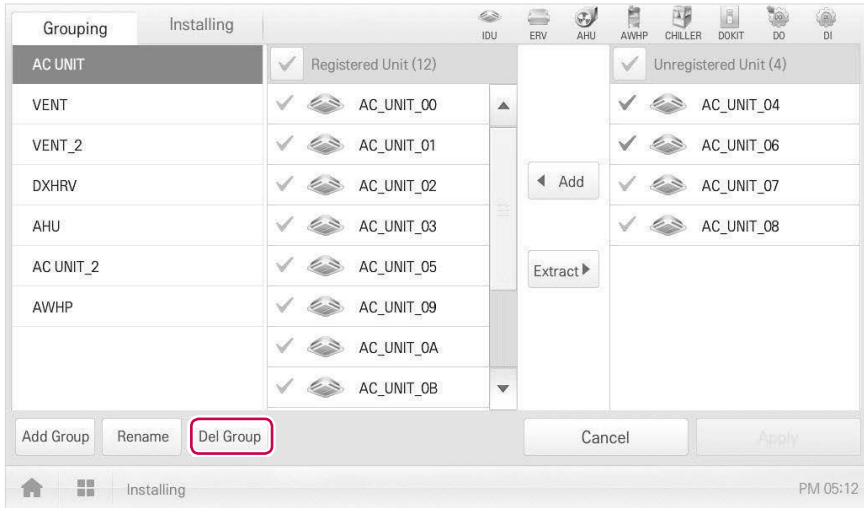 Grouping
Installing
IDU
ERV
AHU
AWHP
CHILLER
DOKIT
DO
DI
AC UNIT
VENT
VENT_2
DXHRV
AHU
AC UNIT_2
AWHP
Registered Unit (12)
AC_UNIT_00
AC_UNIT_01
AC_UNIT_02
AC_UNIT_03
AC_UNIT_05
AC_UNIT_09
AC_UNIT_0A
AC_UNIT_0B
Add
Extract
Unregistered Unit (4)
AC_UNIT_04
AC_UNIT_06
AC_UNIT_07
AC_UNIT_08
Add Group
Rename
Del Group
Cancel
Apply
Installing
PM 05:12